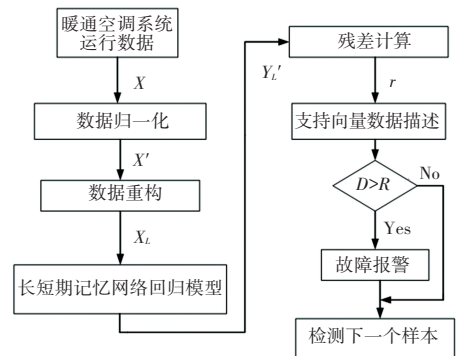 暖通空调系统
运行数据
X
数据归一化
X′
数据重构
X_L
长短期记忆网络回归模型
Y_L′
残差计算
r
支持向量数据描述
D>R
No
Yes
故障报警
检测下一个样本